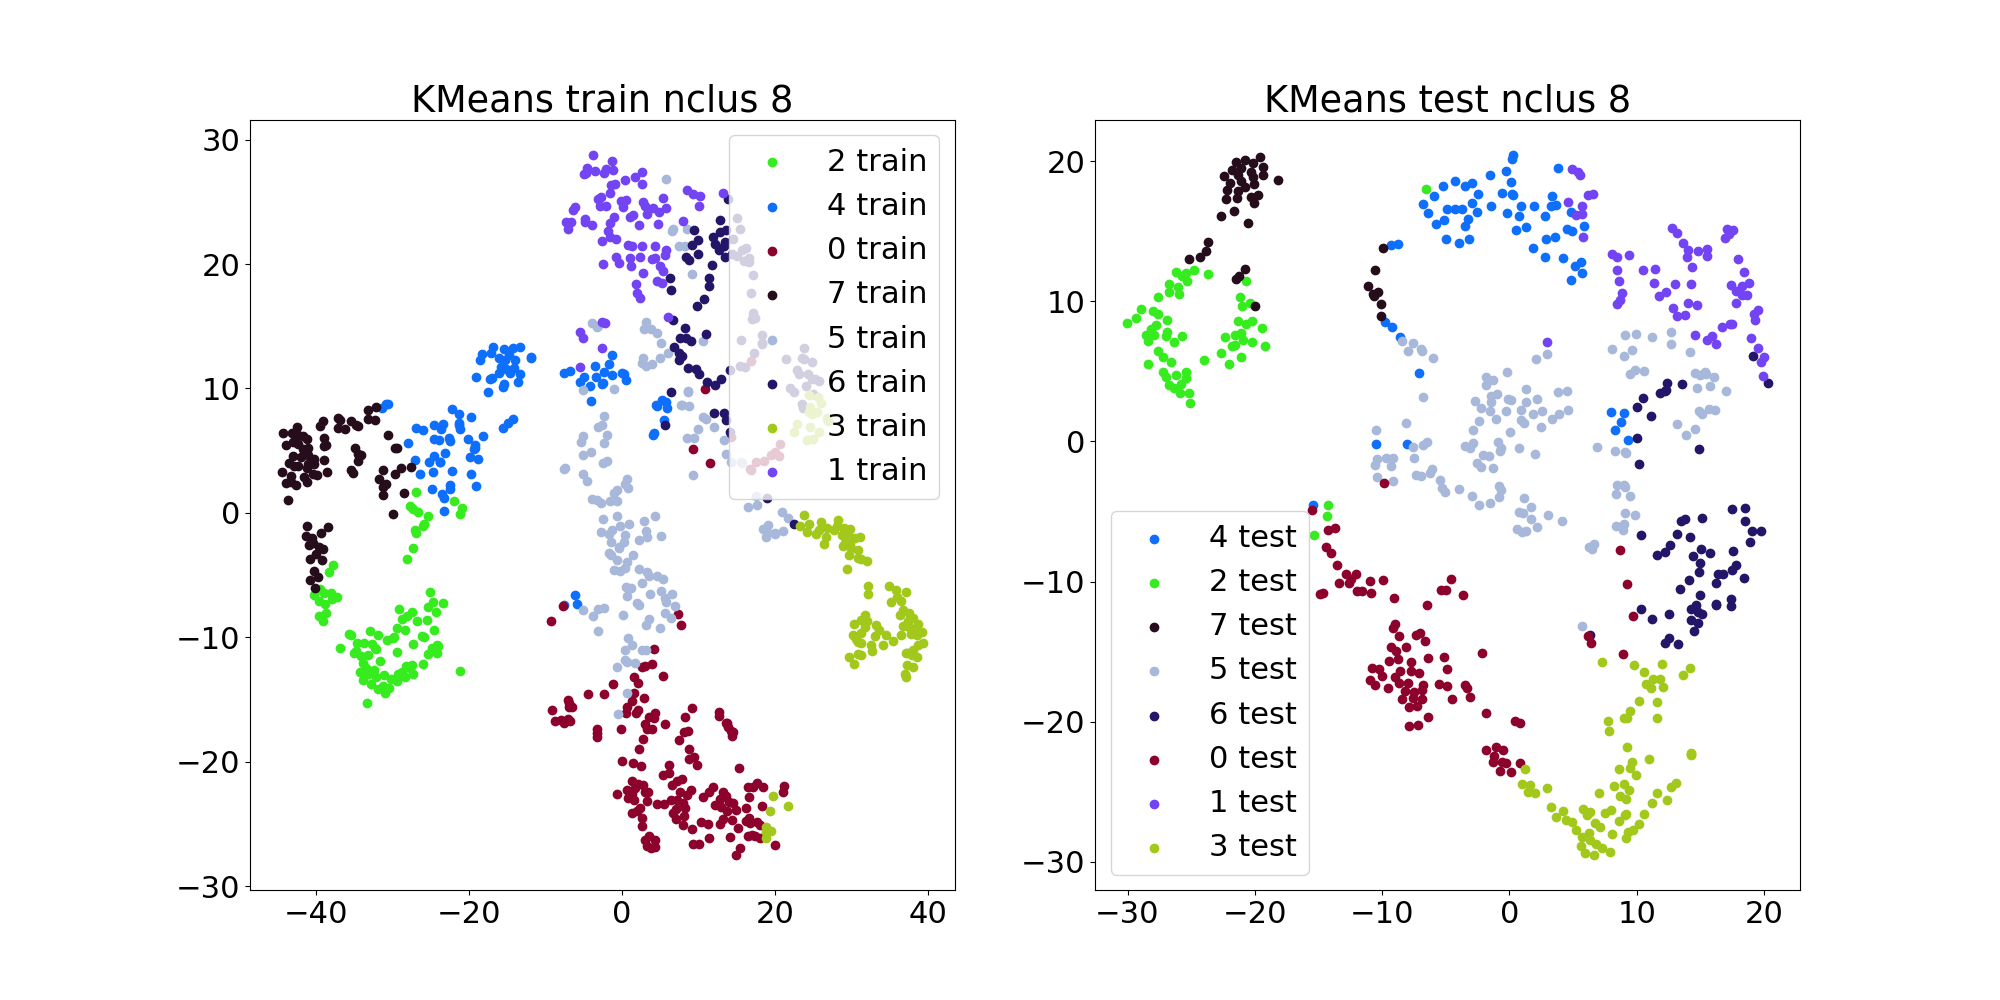 KMeans train nclus 8
30
20
10
0
−10
−20
−30
−40
−20
0
20
40
2 train
4 train
0 train
7 train
5 train
6 train
3 train
1 train
KMeans test nclus 8
20
10
0
−10
−20
−30
−30
−20
−10
0
10
20
4 test
2 test
7 test
5 test
6 test
0 test
1 test
3 test